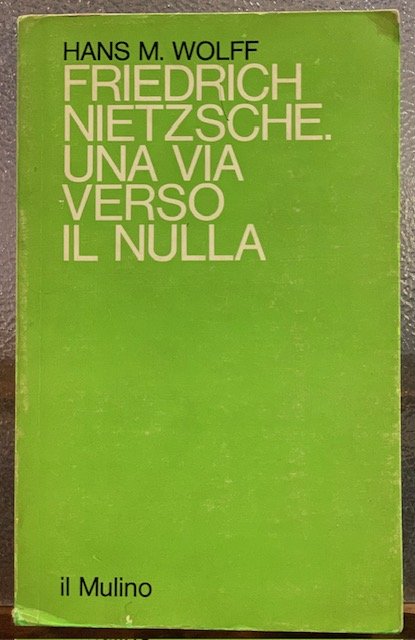 HANS M. WOLFF
FRIEDRICH
NIETZSCHE.
UNA VIA
VERSO
IL NULLA
il Mulino